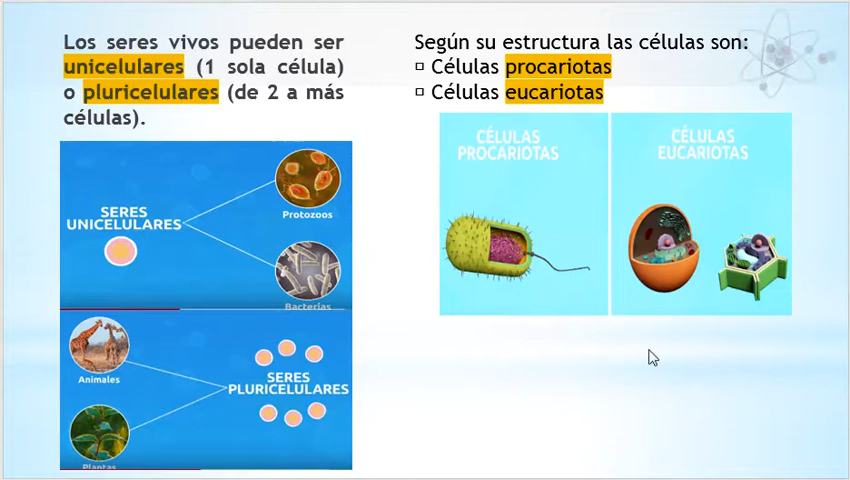 Los seres vivos pueden ser
unicelulares (1 sola célula)
o pluricelulares (de 2 a más
células).
SERES
UNICELULARES
Protozoos
Bacterias
Animales
Plantas
SERES
PLURICELULARES
Según su estructura las células son:
□ Células procariotas
□ Células eucariotas
CÉLULAS
PROCARIOTAS
CÉLULAS
EUCARIOTAS